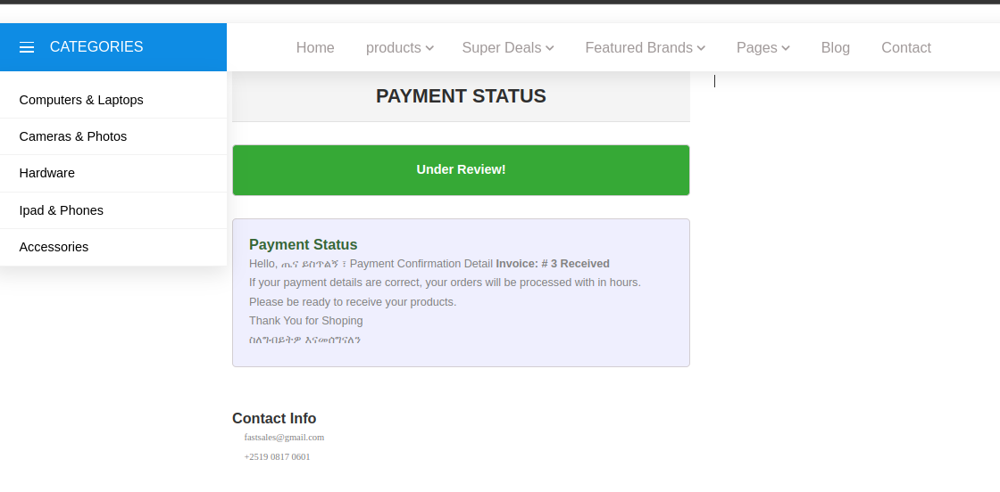 CATEGORIES
Home products Super Deals Featured Brands Pages Blog Contact
Computers & Laptops
Cameras & Photos
Hardware
Ipad & Phones
Accessories
PAYMENT STATUS
Under Review!
Payment Status
Hello, ጤና ይስጥልኝ ፣ Payment Confirmation Detail Invoice: # 3 Received
If your payment details are correct, your orders will be processed with in hours.
Please be ready to receive your products.
Thank You for Shoping
ስለግብይትዎ እናመሰግናለን
Contact Info
fastsales@gmail.com
+2519 0817 0601